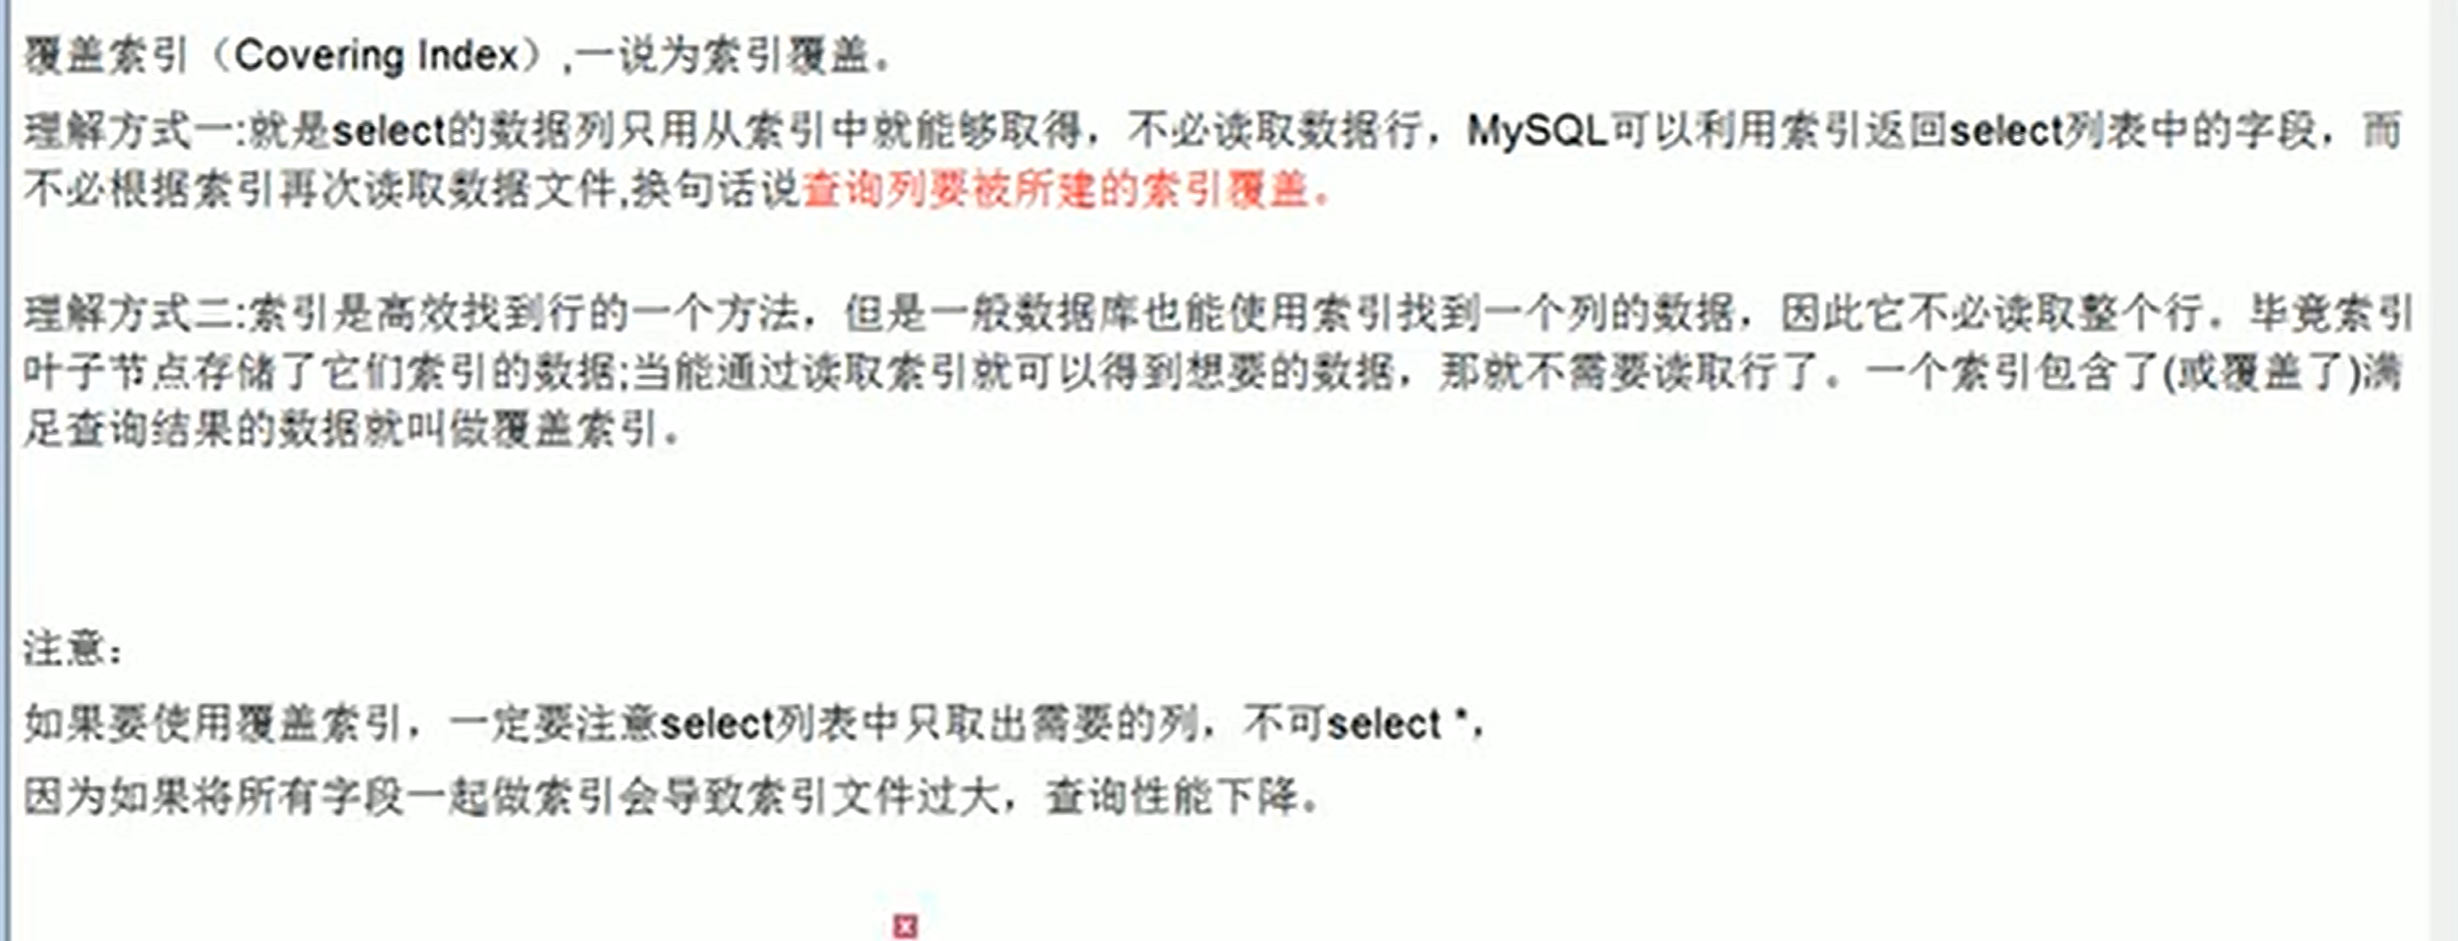 覆盖索引（Covering Index）,一说为索引覆盖。
理解方式一:就是select的数据列只用从索引中就能够取得，不必读取数据行，MySQL可以利用索引返回select列表中的字段，而
不必根据索引再次读取数据文件,换句话说查询列要被所建的索引覆盖。
理解方式二:索引是高效找到行的一个方法，但是一般数据库也能使用索引找到一个列的数据，因此它不必读取整个行。毕竟索引
叶子节点存储了它们索引的数据;当能通过读取索引就可以得到想要的数据，那就不需要读取行了。一个索引包含了(或覆盖了)满
足查询结果的数据就叫做覆盖索引。
注意：
如果要使用覆盖索引，一定要注意select列表中只取出需要的列，不可select *，
因为如果将所有字段一起做索引会导致索引文件过大，查询性能下降。